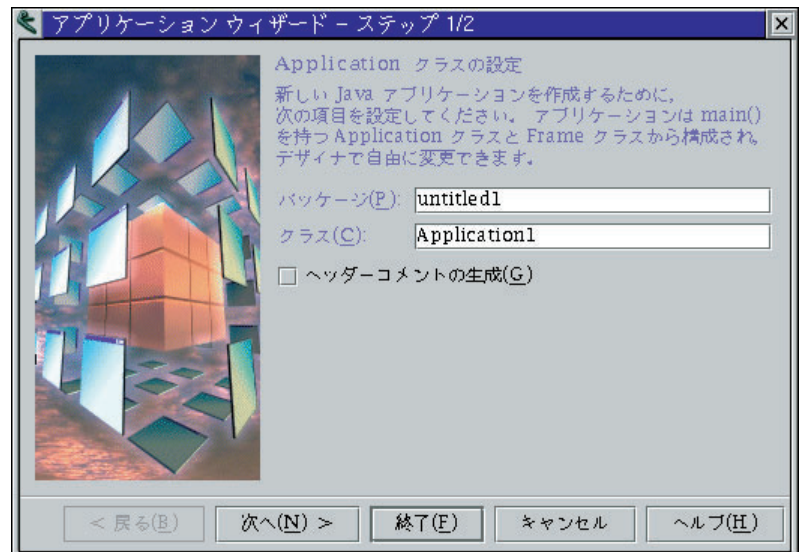 アプリケーション ウィザード – ステップ 1/2
Application クラスの設定
新しい Java アプリケーションを作成するために,
次の項目を設定してください。 アプリケーションは main()
を持つ Application クラスと Frame クラスから構成され,
デザイナで自由に変更できます。
パッケージ(P): untitled1
クラス(C): Application1
ヘッダーコメントの生成(G)
< 戻る(B) 次へ(N) > 終了(F) キャンセル ヘルプ(H)